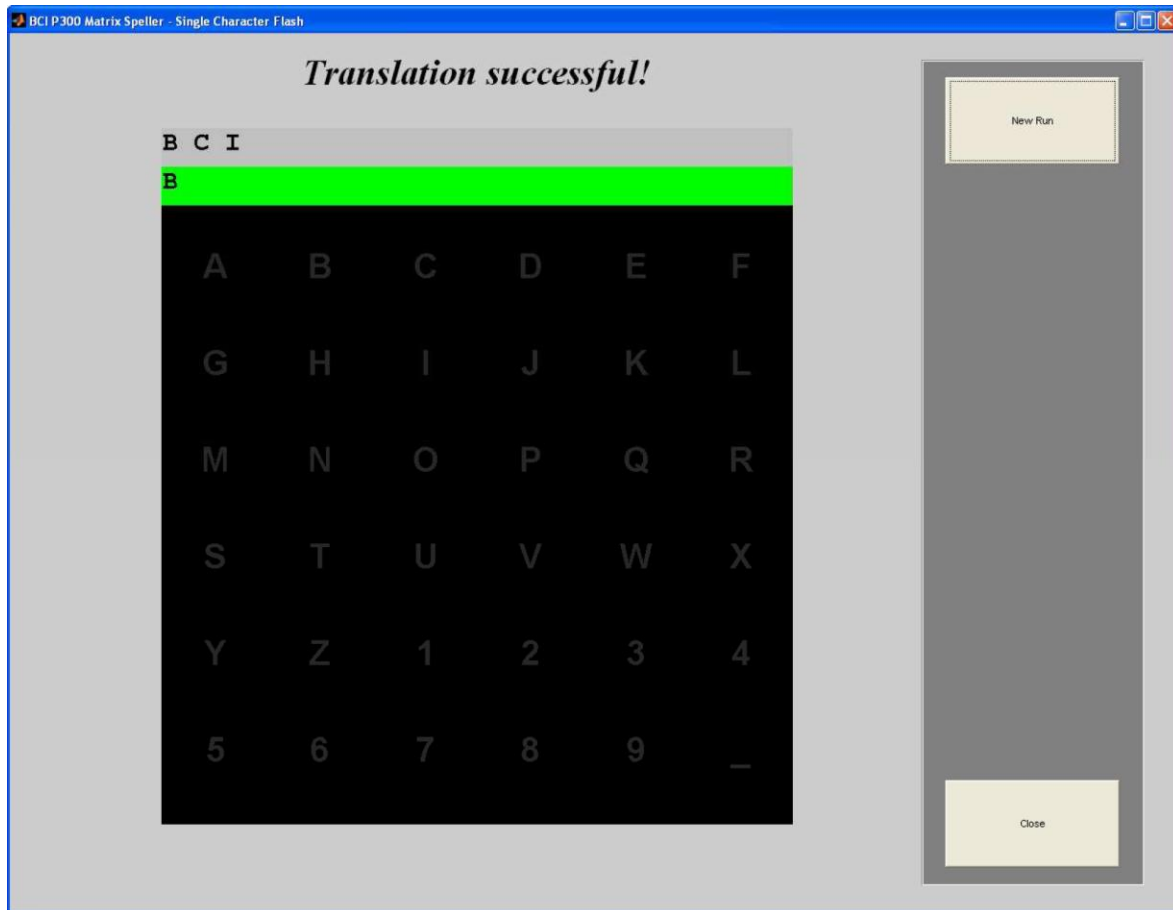 BCI P300 Matrix Speller - Single Character Flash
Translation successful!
New Run
B C I
B
A B C D E F
G H I J K L
M N O P Q R
S T U V W X
Y Z 1 2 3 4
5 6 7 8 9 _
Close